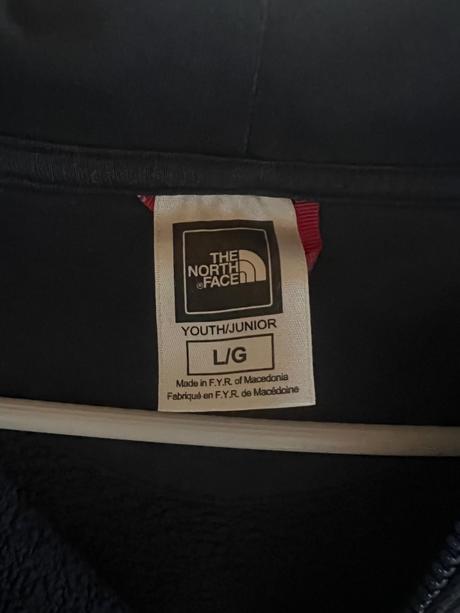 THE
NORTH
®FACE
YOUTH/JUNIOR
L/G
Made in F.Y.R. of Macedonia
Fabriqué en F.Y.R. de Macédoine